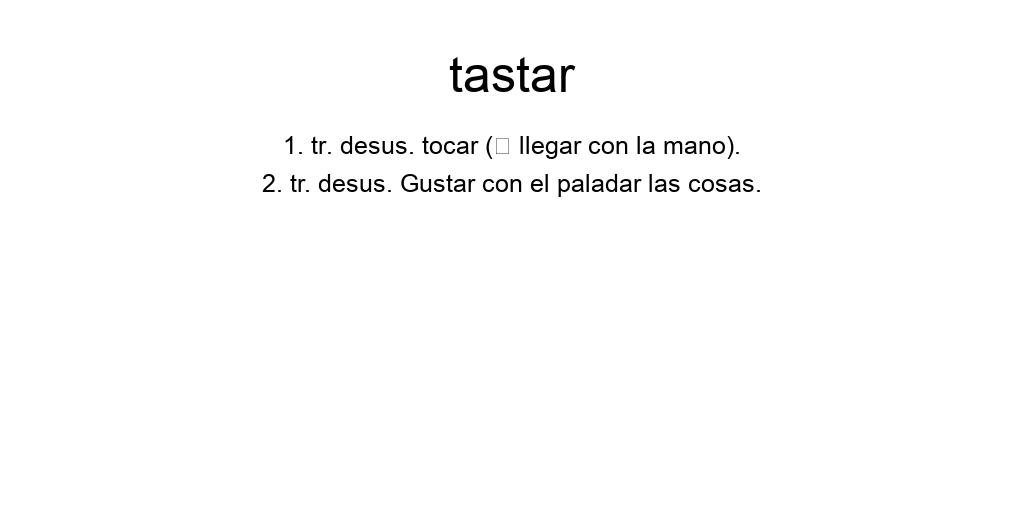 tastar
1. tr. desus. tocar (□ llegar con la mano).
2. tr. desus. Gustar con el paladar las cosas.